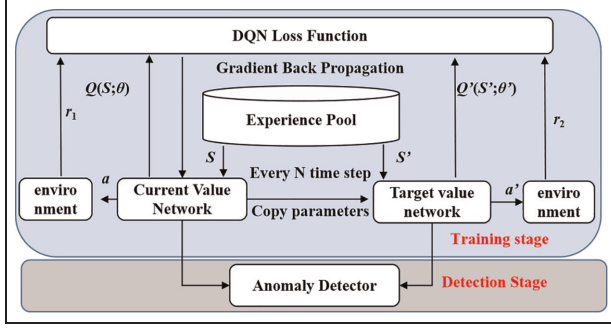 DQN Loss Function
Gradient Back Propagation
Q(S;θ)
Q’(S’;θ’)
r1
r2
Experience Pool
S
S’
Every N time step
a
a’
enviro
nment
Current Value
Network
Copy parameters
Target value
network
enviro
nment
Training stage
Anomaly Detector
Detection Stage